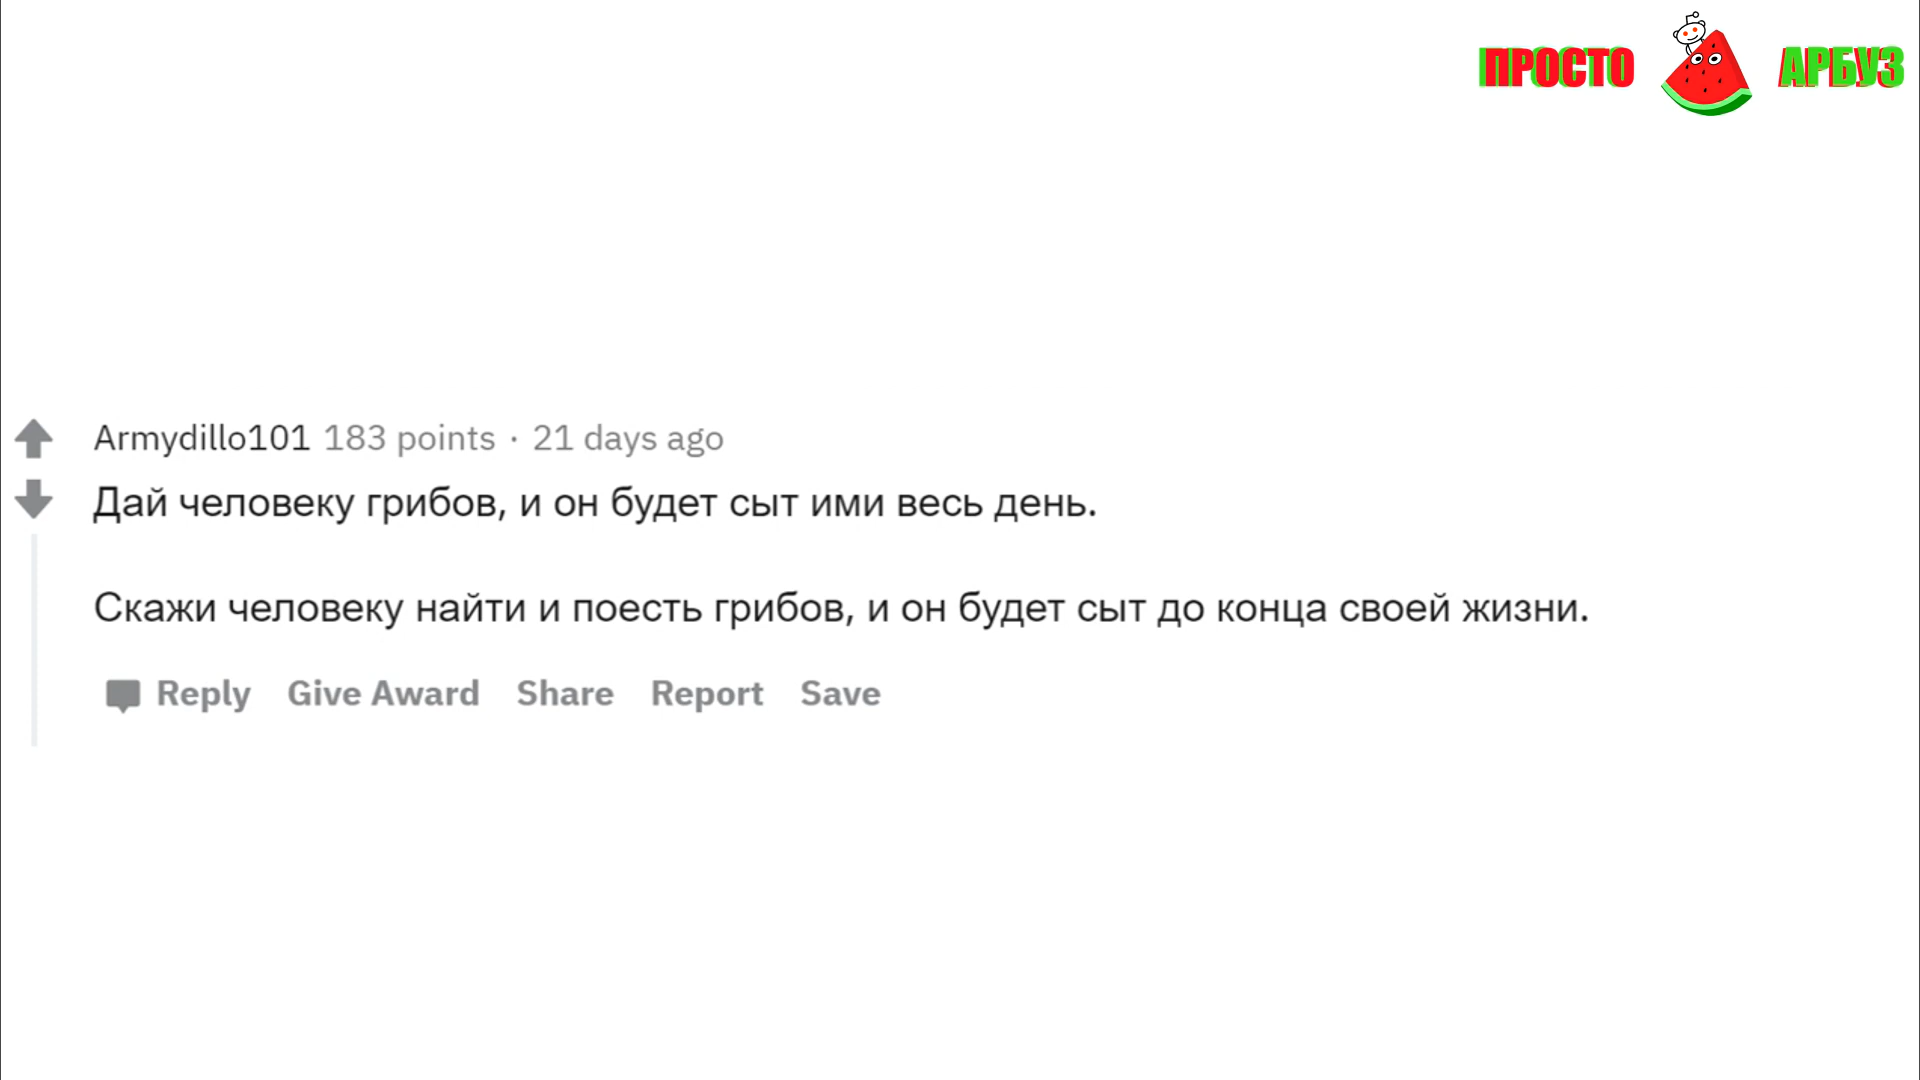 ПРОСТО АРБУЗ
Armydillo101 183 points · 21 days ago
Дай человеку грибов, и он будет сыт ими весь день.
Скажи человеку найти и поесть грибов, и он будет сыт до конца своей жизни.
Reply Give Award Share Report Save